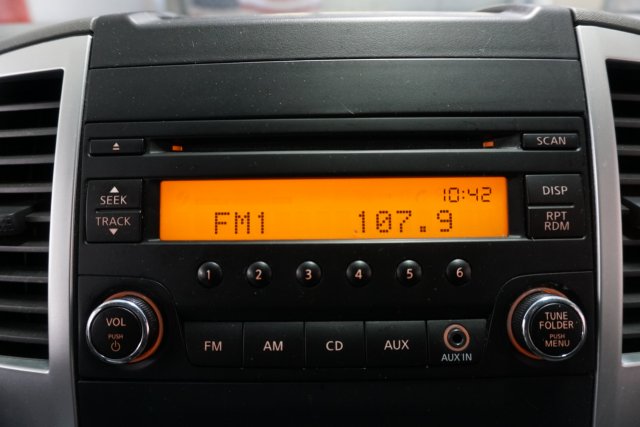 SCAN
SEEK
TRACK
10:42
FM1 107.9
DISP
RPT
RDM
1 2 3 4 5 6
VOL
PUSH
FM AM CD AUX
AUX IN
TUNE
FOLDER
PUSH
MENU